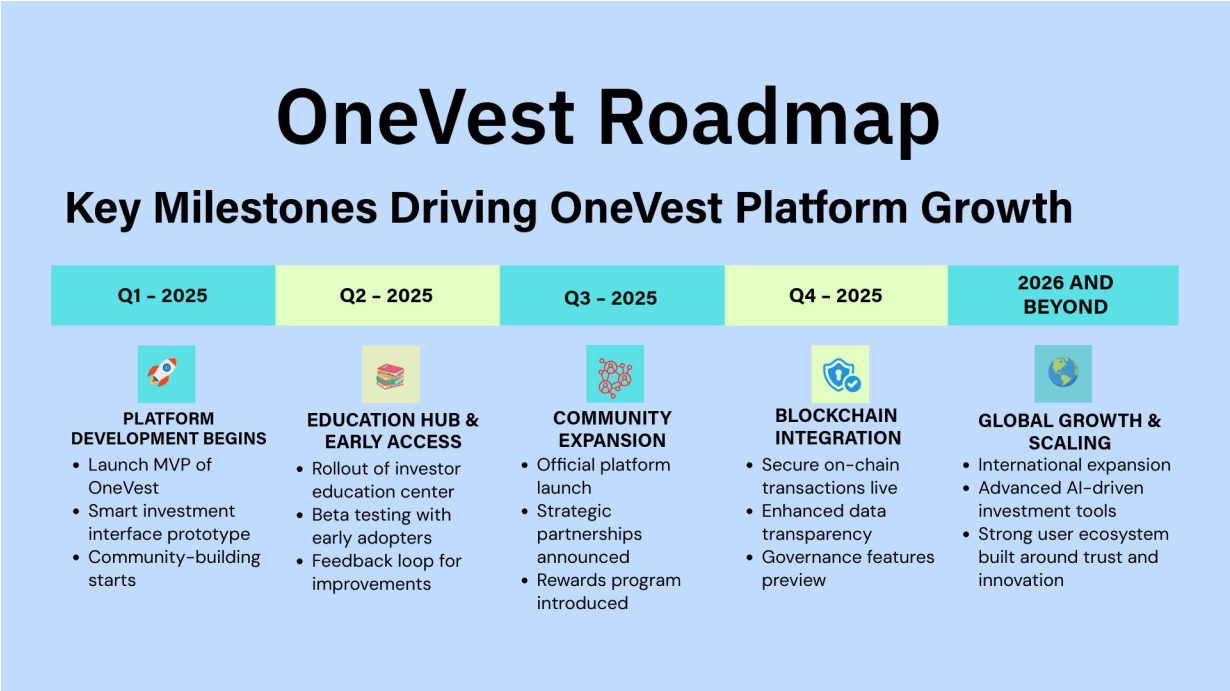 OneVest Roadmap
Key Milestones Driving OneVest Platform Growth
Q1 – 2025
Q2 – 2025
Q3 – 2025
Q4 – 2025
2026 AND
BEYOND
PLATFORM
DEVELOPMENT BEGINS
• Launch MVP of
OneVest
• Smart investment
interface prototype
• Community-building
starts
EDUCATION HUB &
EARLY ACCESS
• Rollout of investor
education center
• Beta testing with
early adopters
• Feedback loop for
improvements
COMMUNITY
EXPANSION
• Official platform
launch
• Strategic
partnerships
announced
• Rewards program
introduced
BLOCKCHAIN
INTEGRATION
• Secure on-chain
transactions live
• Enhanced data
transparency
• Governance features
preview
GLOBAL GROWTH &
SCALING
• International expansion
• Advanced AI-driven
investment tools
• Strong user ecosystem
built around trust and
innovation